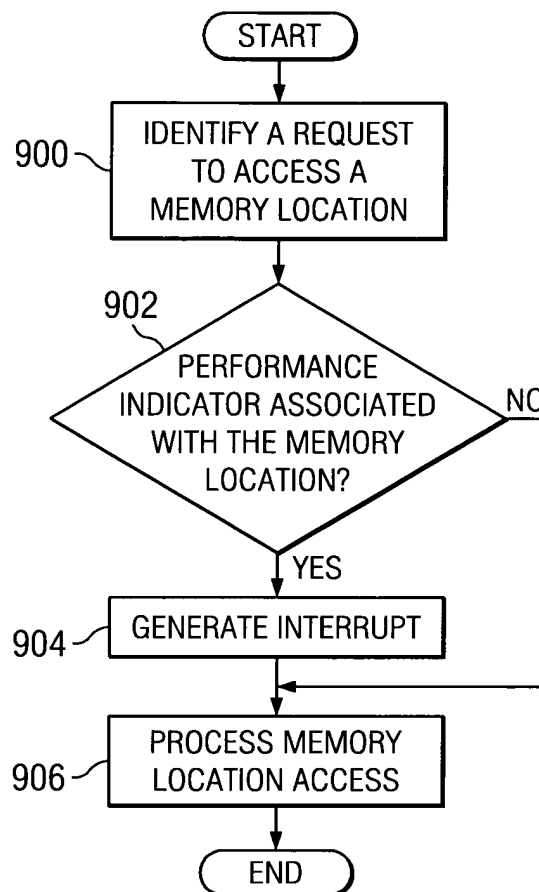 START
900
IDENTIFY A REQUEST
TO ACCESS A
MEMORY LOCATION
902
PERFORMANCE
INDICATOR ASSOCIATED
WITH THE MEMORY
LOCATION?
NO
YES
904
GENERATE INTERRUPT
906
PROCESS MEMORY
LOCATION ACCESS
END